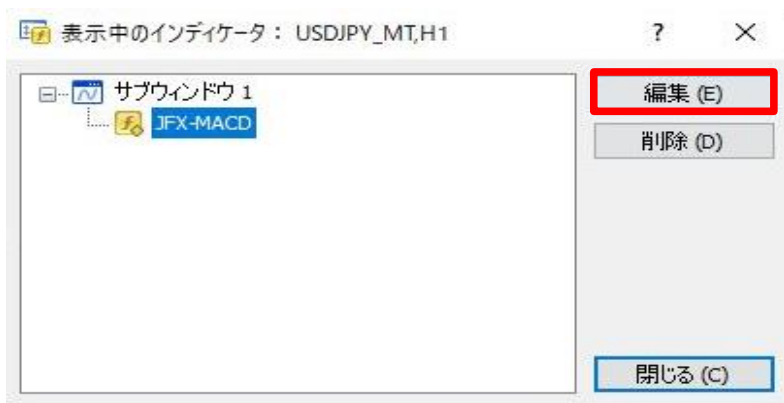 表示中のインディケータ： USDJPY_MT,H1
サブウィンドウ 1
JFX-MACD
編集 (E)
削除 (D)
閉じる (C)